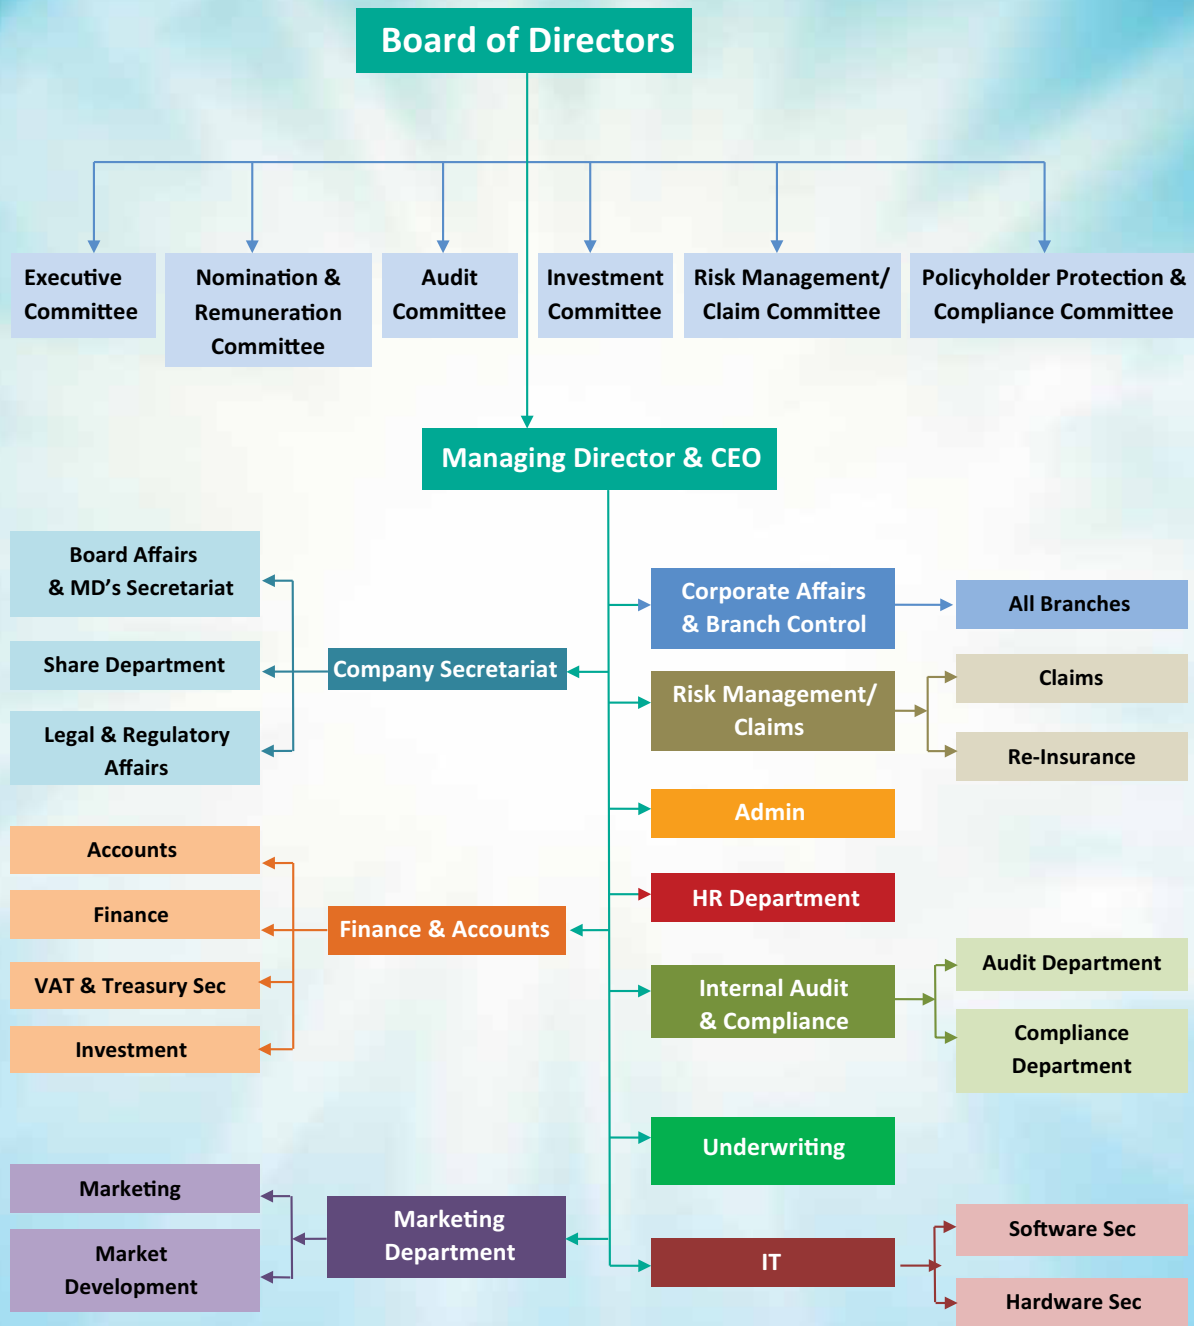 Board of Directors
Executive
Committee
Nomination &
Remuneration
Committee
Audit
Committee
Investment
Committee
Risk Management/
Claim Committee
Policyholder Protection &
Compliance Committee
Managing Director & CEO
Board Affairs
& MD's Secretariat
Share Department
Legal & Regulatory
Affairs
Company Secretariat
Corporate Affairs
& Branch Control
All Branches
Risk Management/
Claims
Claims
Re-Insurance
Admin
HR Department
Accounts
Finance
VAT & Treasury Sec
Investment
Finance & Accounts
Internal Audit
& Compliance
Audit Department
Compliance
Department
Underwriting
Marketing
Market
Development
Marketing
Department
IT
Software Sec
Hardware Sec